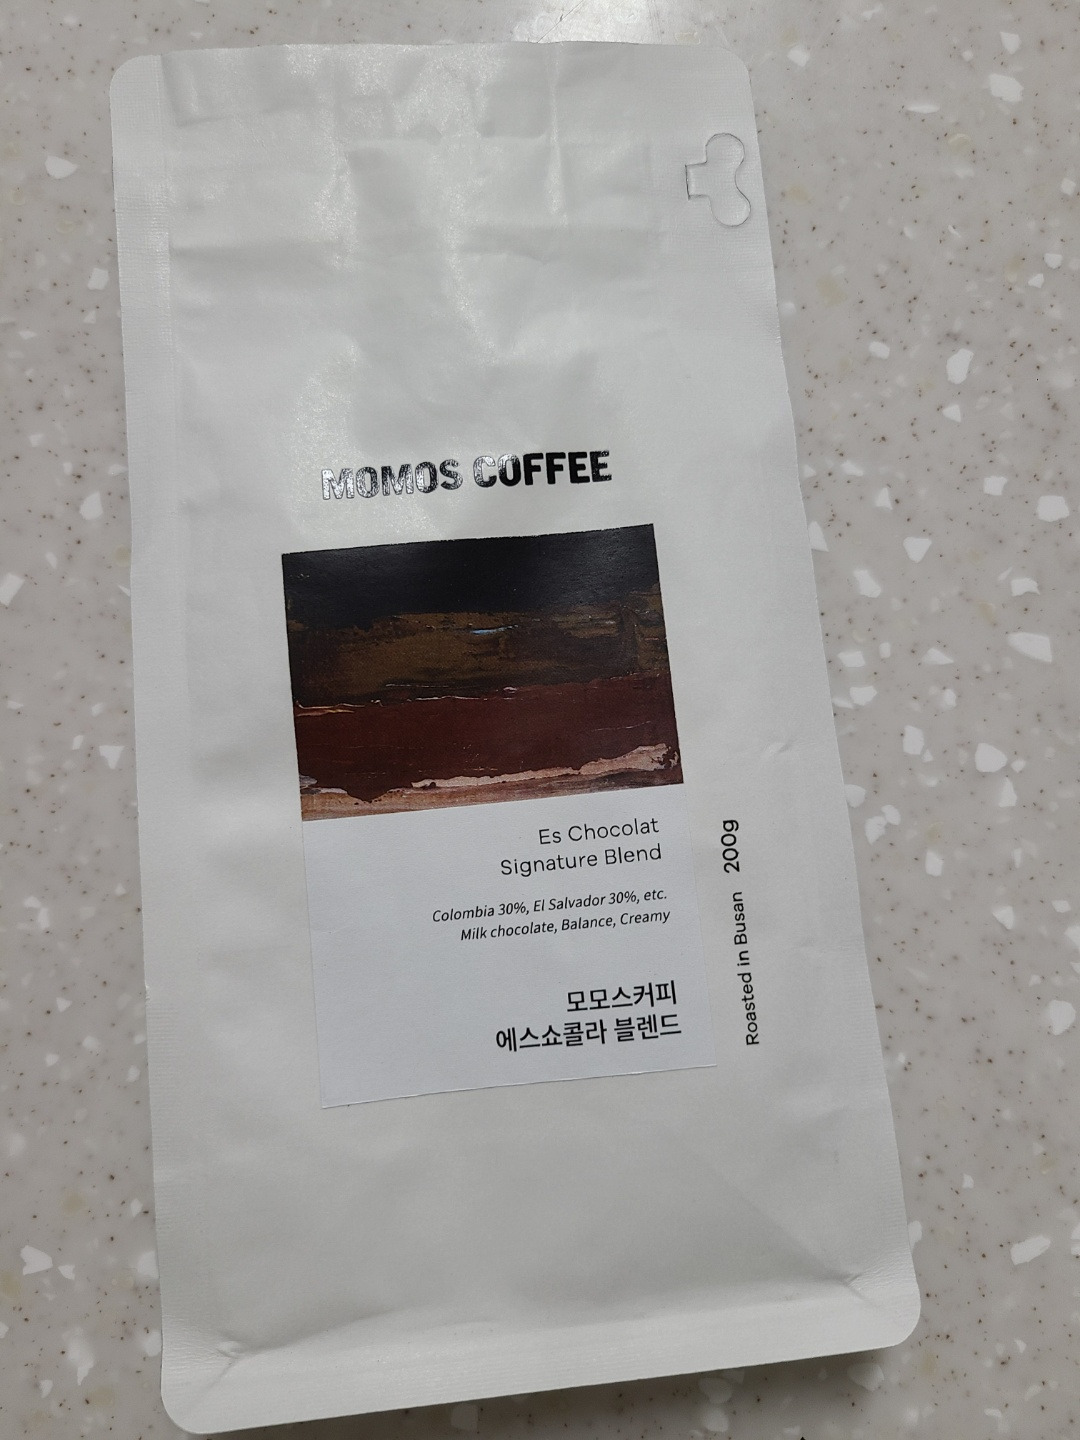 MOMOS COFFEE
Es Chocolat
Signature Blend
Colombia 30%, El Salvador 30%, etc.
Milk chocolate, Balance, Creamy
모모스커피
에스쇼콜라 블렌드
Roasted in Busan 200g